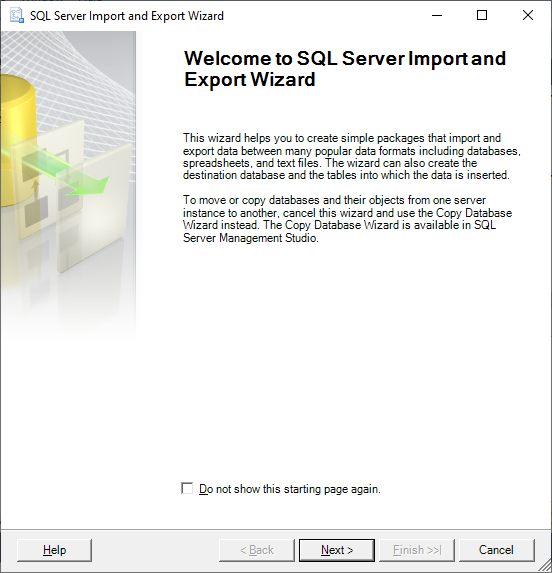 SQL Server Import and Export Wizard
Welcome to SQL Server Import and
Export Wizard
This wizard helps you to create simple packages that import and
export data between many popular data formats including databases,
spreadsheets, and text files. The wizard can also create the
destination database and the tables into which the data is inserted.
To move or copy databases and their objects from one server
instance to another, cancel this wizard and use the Copy Database
Wizard instead. The Copy Database Wizard is available in SQL
Server Management Studio.
Do not show this starting page again.
Help
< Back
Next >
Finish >>|
Cancel